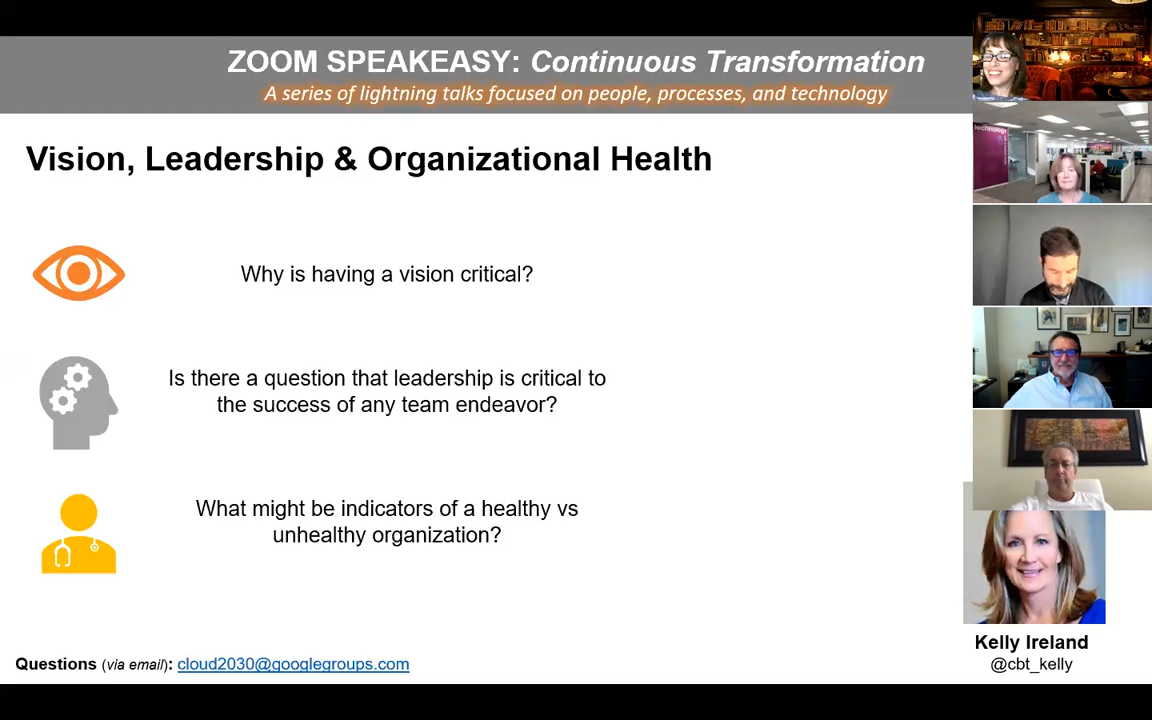 ZOOM SPEAKEASY: Continuous Transformation
A series of lightning talks focused on people, processes, and technology
Vision, Leadership & Organizational Health
Why is having a vision critical?
Is there a question that leadership is critical to
the success of any team endeavor?
What might be indicators of a healthy vs
unhealthy organization?
Questions (via email): cloud2030@googlegroups.com
technology
Kelly Ireland
@cbt_kelly